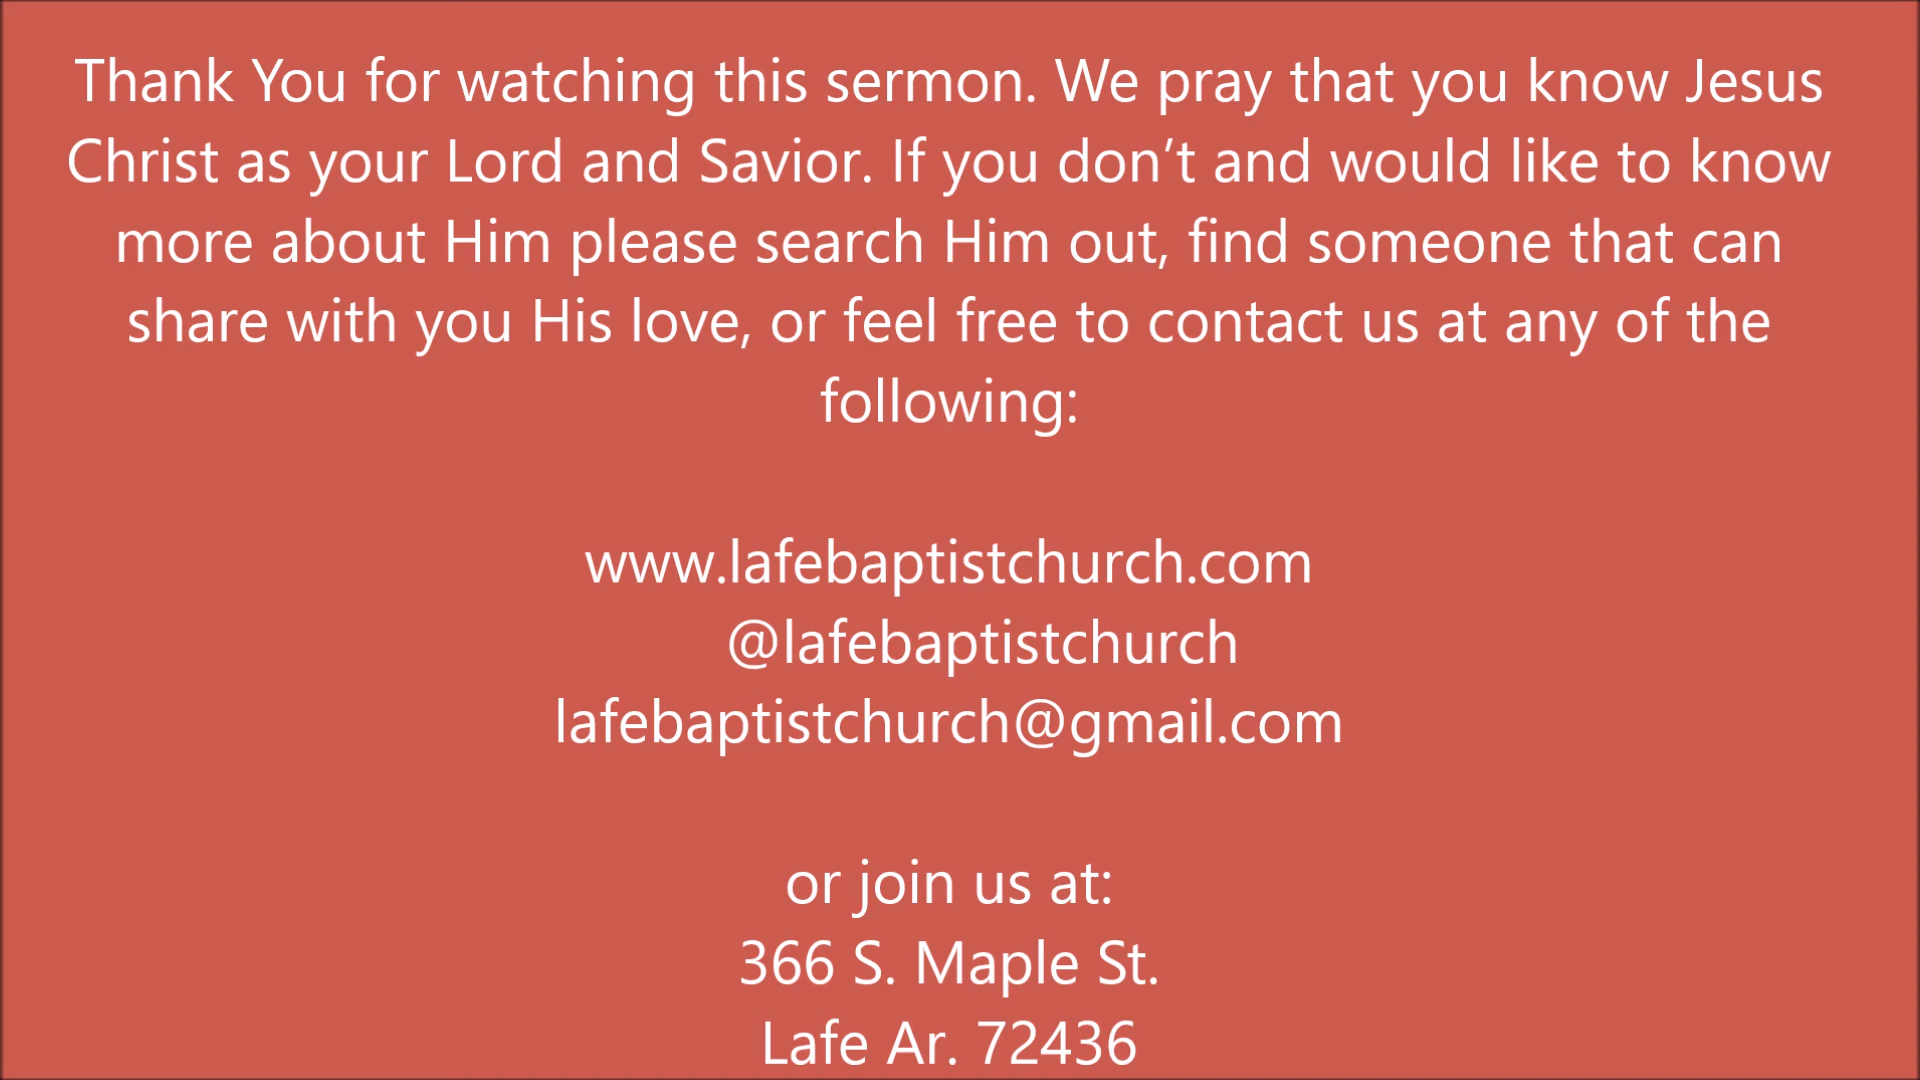 Thank You for watching this sermon. We pray that you know Jesus
Christ as your Lord and Savior. If you don’t and would like to know
more about Him please search Him out, find someone that can
share with you His love, or feel free to contact us at any of the
following:
www.lafebaptistchurch.com
@lafebaptistchurch
lafebaptistchurch@gmail.com
or join us at:
366 S. Maple St.
Lafe Ar. 72436